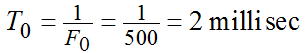 T₀ = 1/F₀ = 1/500 = 2 millisec